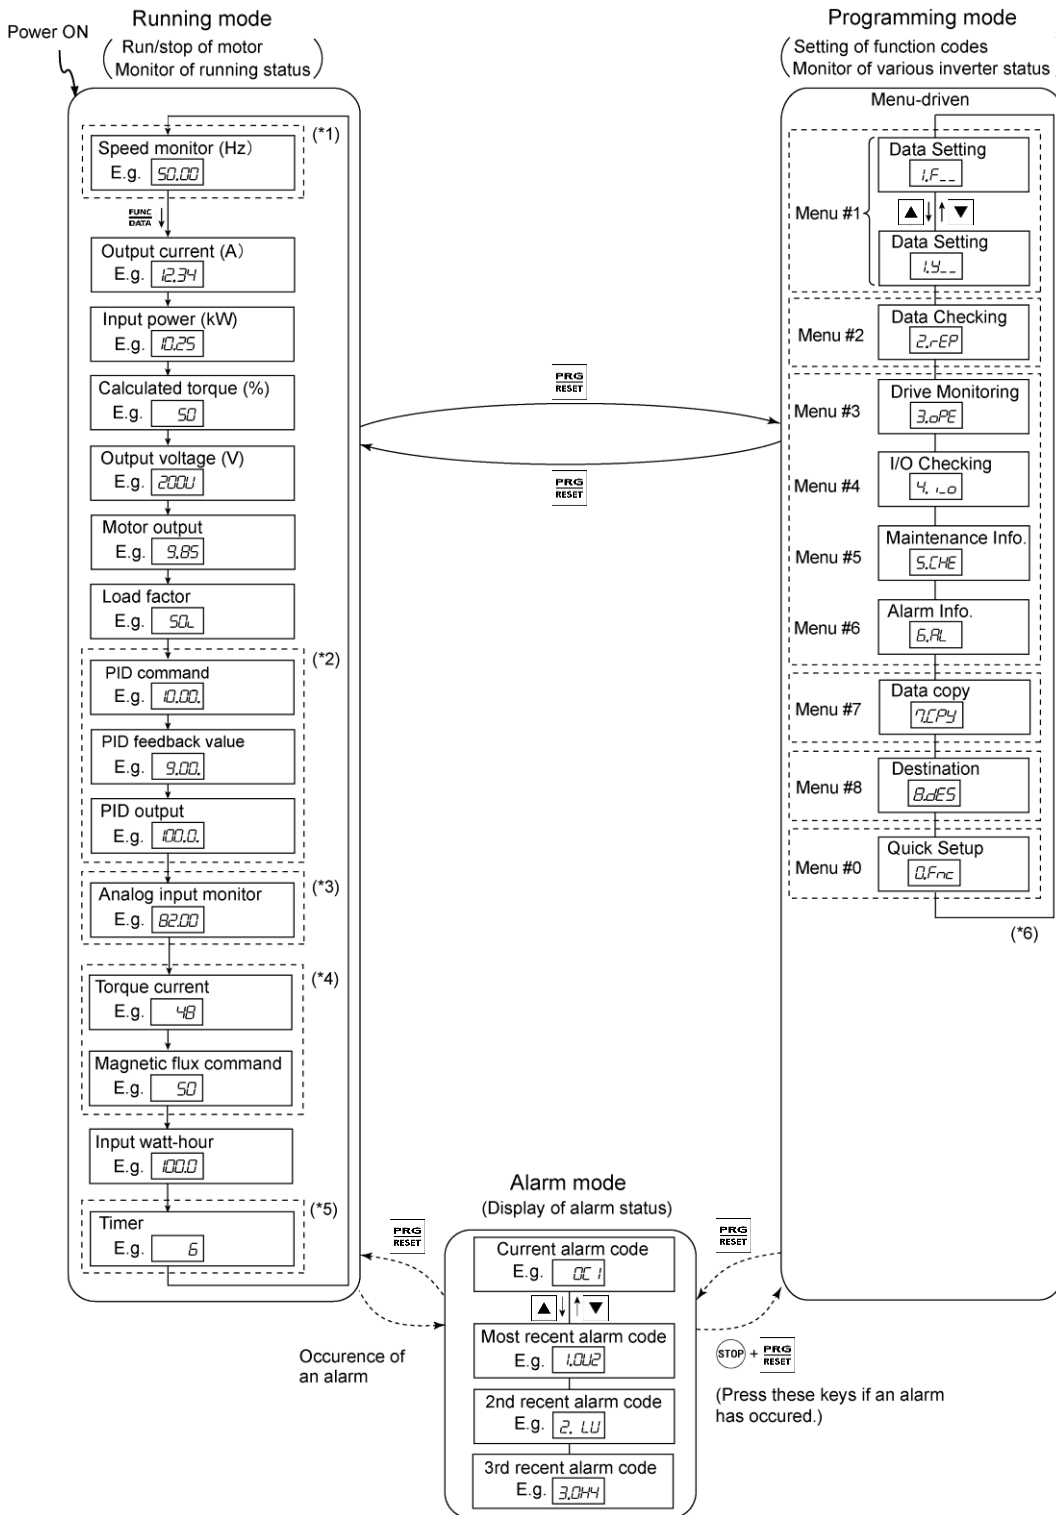 Power ON
Running mode
Run/stop of motor
Monitor of running status
(*1)
Speed monitor (Hz)
E.g. 50.00
FUNC
DATA
Output current (A)
E.g. 12.34
Input power (kW)
E.g. 10.25
Calculated torque (%)
E.g. 50
Output voltage (V)
E.g. 200U
Motor output
E.g. 9.85
Load factor
E.g. 50L
(*2)
PID command
E.g. 10.00.
PID feedback value
E.g. 9.00.
PID output
E.g. 100.0.
(*3)
Analog input monitor
E.g. 82.00
(*4)
Torque current
E.g. 48
Magnetic flux command
E.g. 50
Input watt-hour
E.g. 100.0
(*5)
Timer
E.g. 6
PRG
RESET
PRG
RESET
Programming mode
Setting of function codes
Monitor of various inverter status
Menu-driven
Menu #1
Data Setting
1.F__
▲ ▼
Data Setting
1.y__
Menu #2
Data Checking
2.rEP
Menu #3
Drive Monitoring
3.oPE
Menu #4
I/O Checking
4.i_o
Menu #5
Maintenance Info.
5.CHE
Menu #6
Alarm Info.
6.AL
Menu #7
Data copy
7.CPy
Menu #8
Destination
8.dES
Menu #0
Quick Setup
0.Fnc
(*6)
Alarm mode
(Display of alarm status)
PRG
RESET
PRG
RESET
Current alarm code
E.g. 0C1
▲ ▼
Most recent alarm code
E.g. 1.0U2
2nd recent alarm code
E.g. 2. LU
3rd recent alarm code
E.g. 3.0H4
Occurence of
an alarm
STOP + PRG
RESET
(Press these keys if an alarm
has occured.)